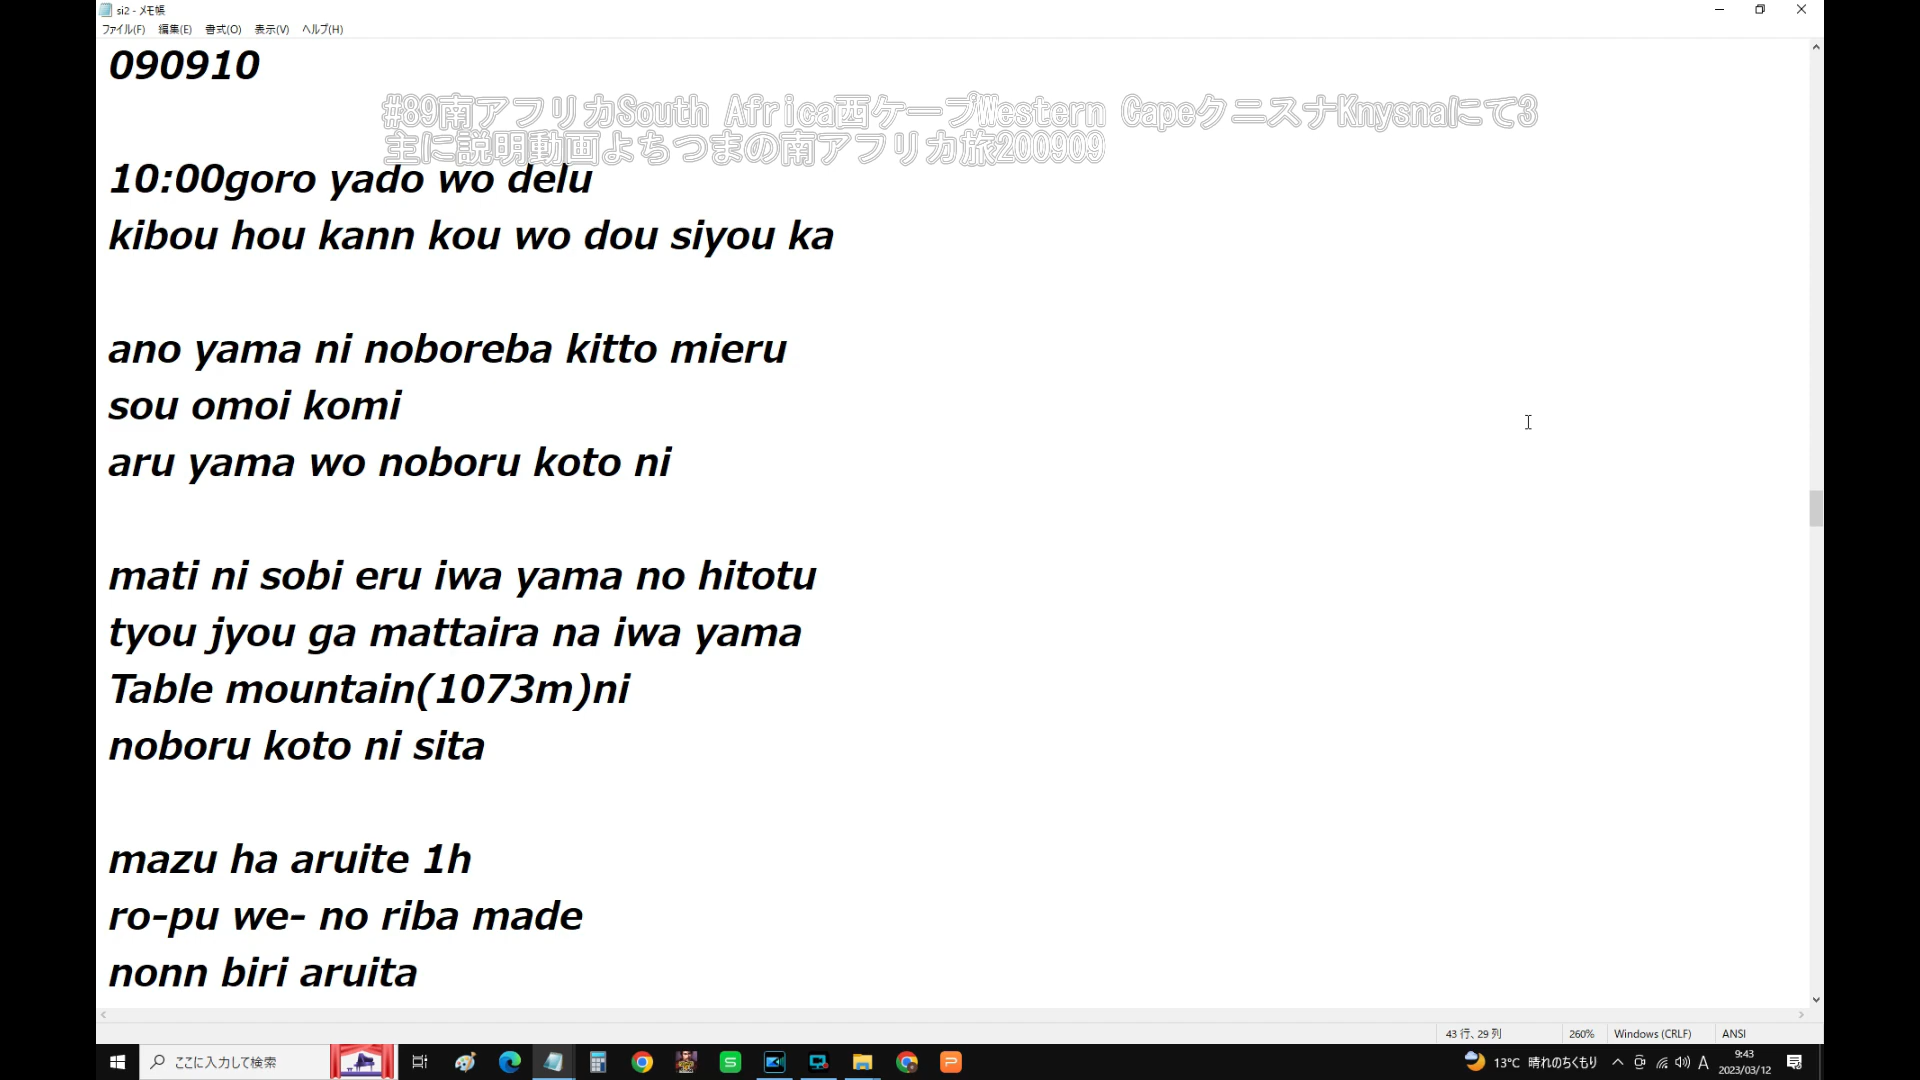 si2 - メモ帳
ファイル(F) 編集(E) 書式(O) 表示(V) ヘルプ(H)
090910
#89南アフリカSouth Africa西ケープWestern CapeクニスナKnysnaにて3
主に説明動画よちつまの南アフリカ旅200909
10:00goro yado wo delu
kibou hou kann kou wo dou siyou ka
ano yama ni noboreba kitto mieru
sou omoi komi
aru yama wo noboru koto ni
mati ni sobi eru iwa yama no hitotu
tyou jyou ga mattaira na iwa yama
Table mountain(1073m)ni
noboru koto ni sita
mazu ha aruite 1h
ro-pu we- no riba made
nonn biri aruita
43 行、29 列 260% Windows (CRLF) ANSI
ここに入力して検索
13°C 晴れのちくもり A 9:43
2023/03/12